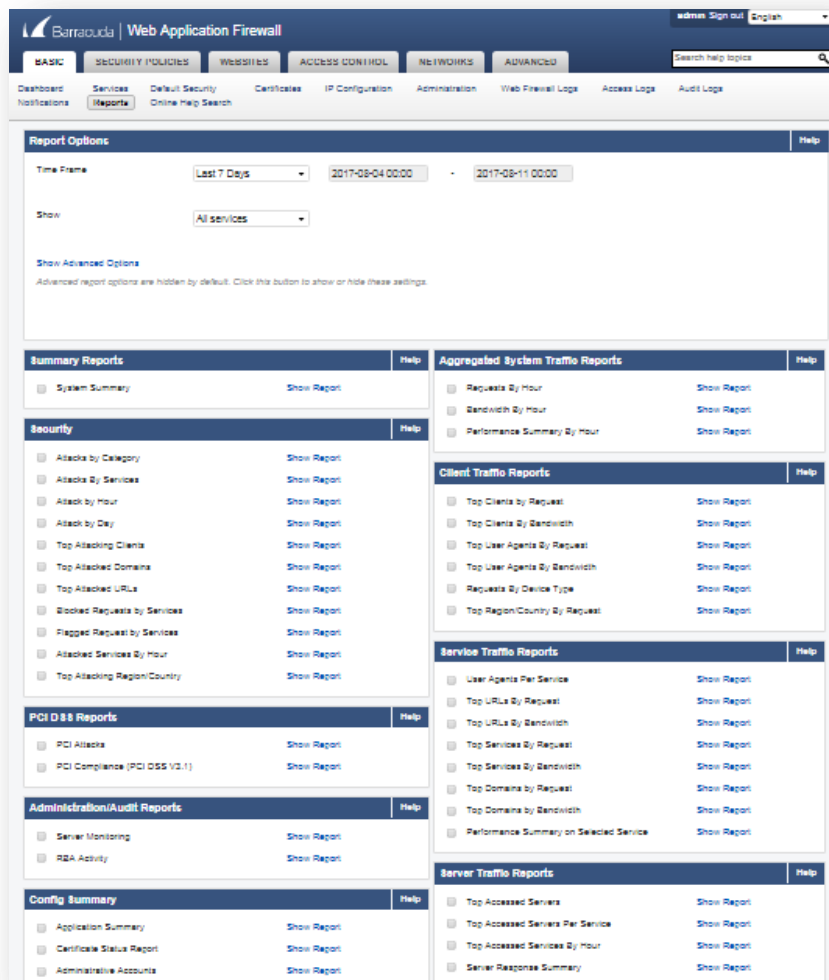 admin Sign out English
Barracuda | Web Application Firewall
BASIC SECURITY POLICIES WEBSITES ACCESS CONTROL NETWORKS ADVANCED
Search help topics
Dashboard Services Default Security Certificates IP Configuration Administration Web Firewall Logs Access Logs Audit Logs
Notifications Reports Online Help Search
Report Options Help
Time Frame Last 7 Days 2017-08-04 00:00 - 2017-08-11 00:00
Show All services
Show Advanced Options
Advanced report options are hidden by default. Click this button to show or hide these settings.
Summary Reports Help
System Summary Show Report
Security Help
Attacks by Category Show Report
Attacks By Services Show Report
Attack by Hour Show Report
Attack by Day Show Report
Top Attacking Clients Show Report
Top Attacked Domains Show Report
Top Attacked URLs Show Report
Blocked Requests by Services Show Report
Flagged Request by Services Show Report
Attacked Services By Hour Show Report
Top Attacking Region/Country Show Report
PCI DSS Reports Help
PCI Attacks Show Report
PCI Compliance (PCI DSS V3.1) Show Report
Administration/Audit Reports Help
Server Monitoring Show Report
RBA Activity Show Report
Config Summary Help
Application Summary Show Report
Certificate Status Report Show Report
Administrative Accounts Show Report
Aggregated System Traffic Reports Help
Requests By Hour Show Report
Bandwidth By Hour Show Report
Performance Summary By Hour Show Report
Client Traffic Reports Help
Top Clients by Request Show Report
Top Clients By Bandwidth Show Report
Top User Agents By Request Show Report
Top User Agents By Bandwidth Show Report
Requests By Device Type Show Report
Top Region/Country By Request Show Report
Service Traffic Reports Help
User Agents Per Service Show Report
Top URLs By Request Show Report
Top URLs By Bandwidth Show Report
Top Services By Request Show Report
Top Services By Bandwidth Show Report
Top Domains by Request Show Report
Top Domains by Bandwidth Show Report
Performance Summary on Selected Service Show Report
Server Traffic Reports Help
Top Accessed Servers Show Report
Top Accessed Servers Per Service Show Report
Top Accessed Services By Hour Show Report
Server Response Summary Show Report